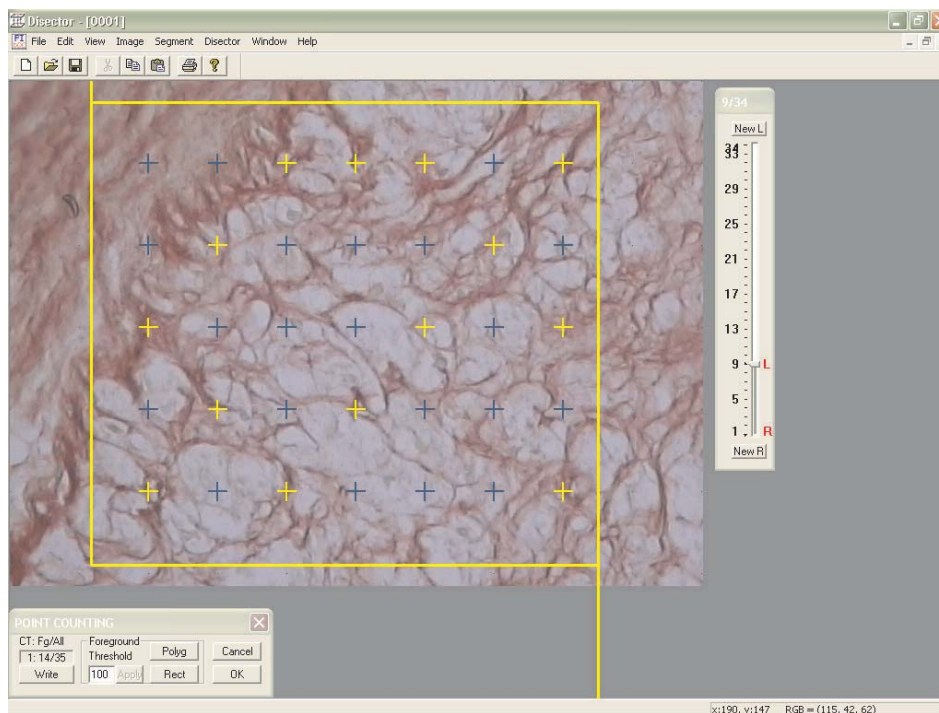 Disector - [0001]
File Edit View Image Segment Disector Window Help
9/34
New L
34
33
29
25
21
17
13
9 L
5
1 R
New R
POINT COUNTING
CT: Fg/All
1: 14/35
Write
Foreground
Threshold
100 Apply
Polyg
Rect
Cancel
OK
x:190, y:147 RGB = (115, 42, 62)